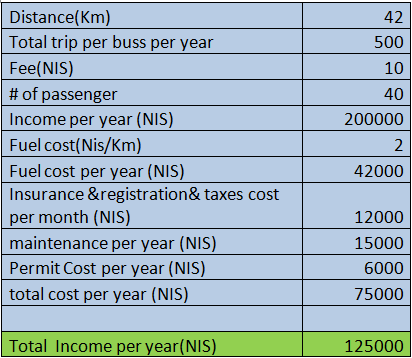 Distance(Km) 42
Total trip per buss per year 500
Fee(NIS) 10
# of passenger 40
Income per year (NIS) 200000
Fuel cost(Nis/Km) 2
Fuel cost per year (NIS) 42000
Insurance &registration& taxes cost
per month (NIS) 12000
maintenance per year (NIS) 15000
Permit Cost per year (NIS) 6000
total cost per year (NIS) 75000
Total Income per year(NIS) 125000